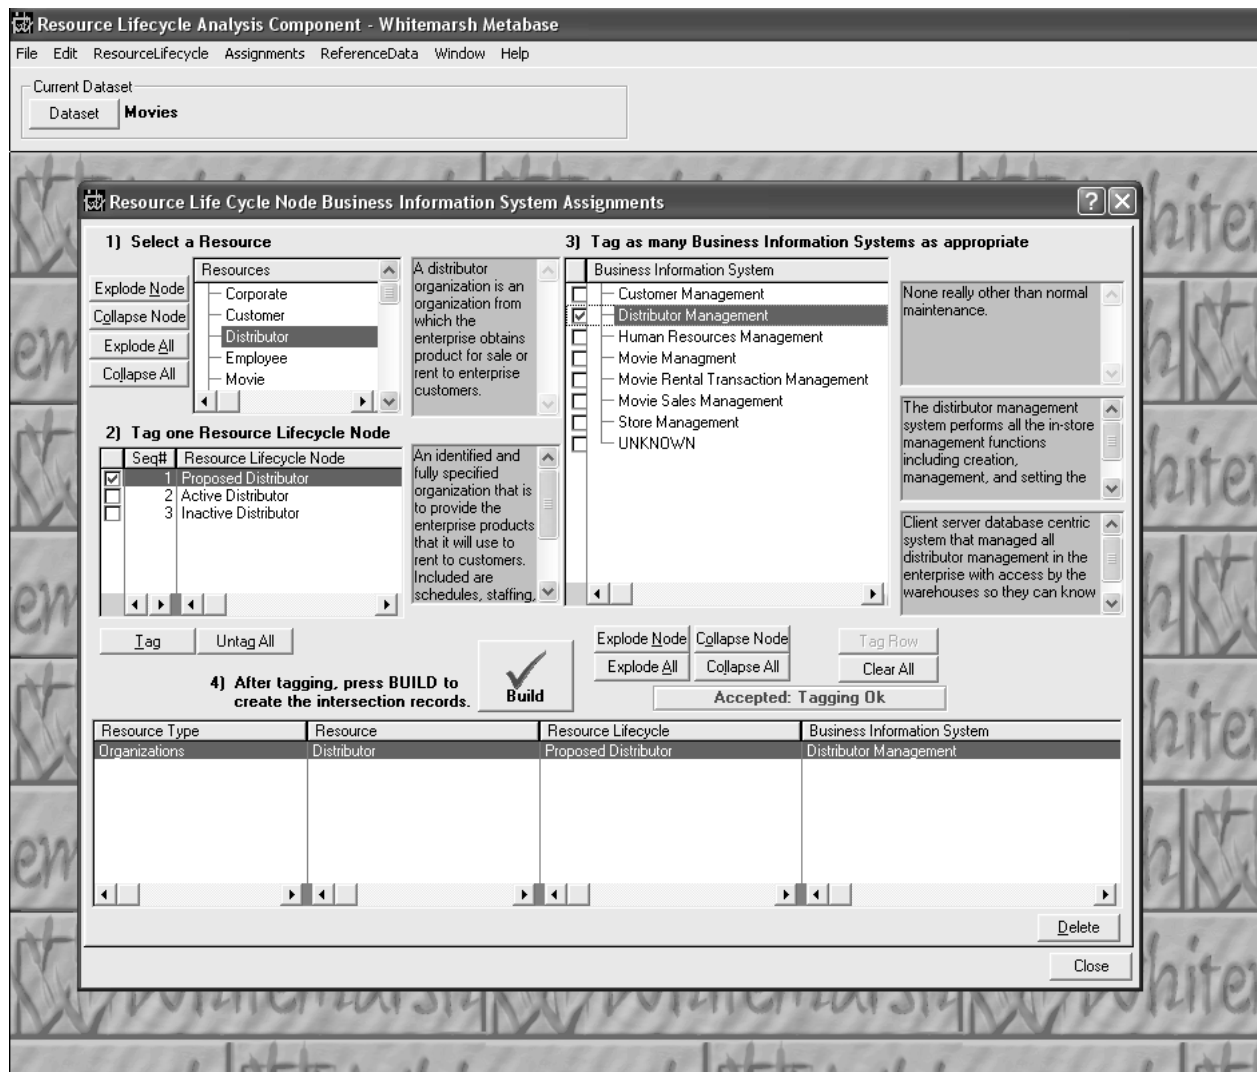 Resource Lifecycle Analysis Component - Whitemarsh Metabase
File Edit ResourceLifecycle Assignments ReferenceData Window Help
Current Dataset
Dataset Movies
Resource Life Cycle Node Business Information System Assignments
1) Select a Resource
Explode Node
Collapse Node
Explode All
Collapse All
Resources
Corporate
Customer
Distributor
Employee
Movie
A distributor
organization is an
organization from
which the
enterprise obtains
product for sale or
rent to enterprise
customers.
2) Tag one Resource Lifecycle Node
Seq# Resource Lifecycle Node
1 Proposed Distributor
2 Active Distributor
3 Inactive Distributor
An identified and
fully specified
organization that is
to provide the
enterprise products
that it will use to
rent to customers.
Included are
schedules, staffing,
Tag Untag All
3) Tag as many Business Information Systems as appropriate
Business Information System
Customer Management
Distributor Management
Human Resources Management
Movie Managment
Movie Rental Transaction Management
Movie Sales Management
Store Management
UNKNOWN
None really other than normal
maintenance.
The distirbutor management
system performs all the in-store
management functions
including creation,
management, and setting the
Client server database centric
system that managed all
distributor management in the
enterprise with access by the
warehouses so they can know
Explode Node Collapse Node Tag Row
Explode All Collapse All Clear All
Accepted: Tagging Ok
4) After tagging, press BUILD to
create the intersection records.
Build
Resource Type Resource Resource Lifecycle Business Information System
Organizations Distributor Proposed Distributor Distributor Management
Delete
Close